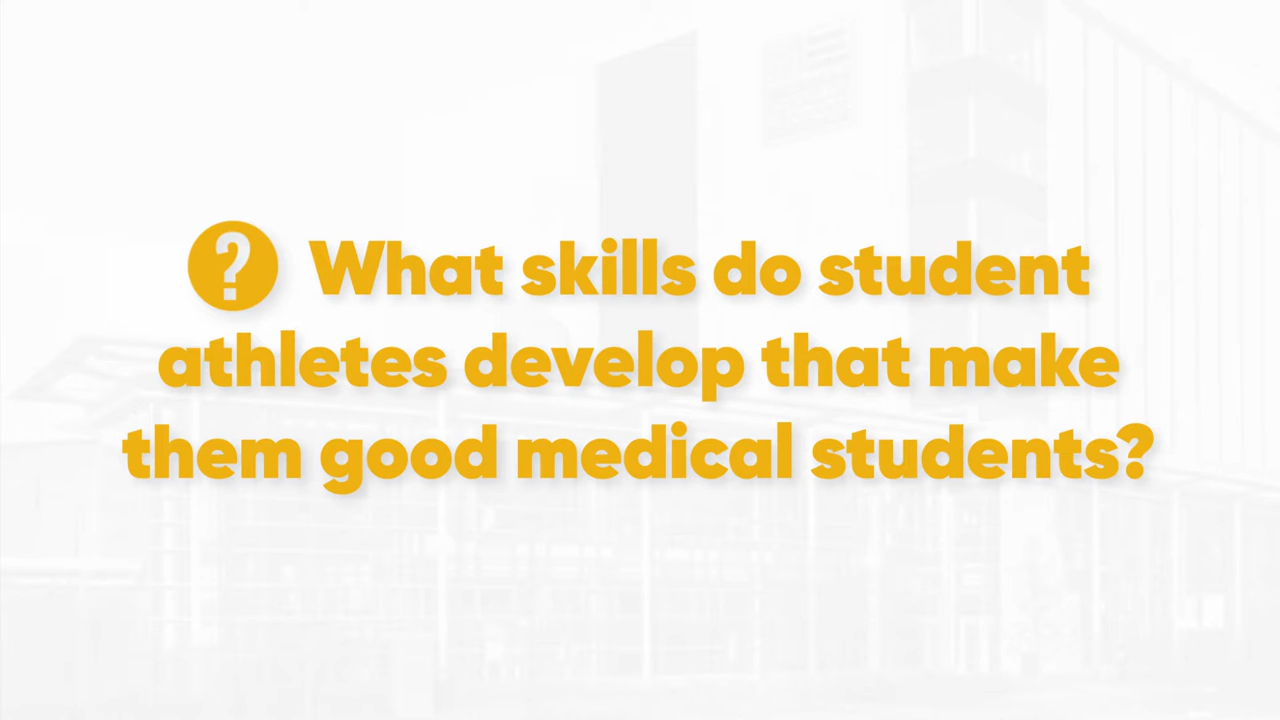 ? What skills do student
athletes develop that make
them good medical students?